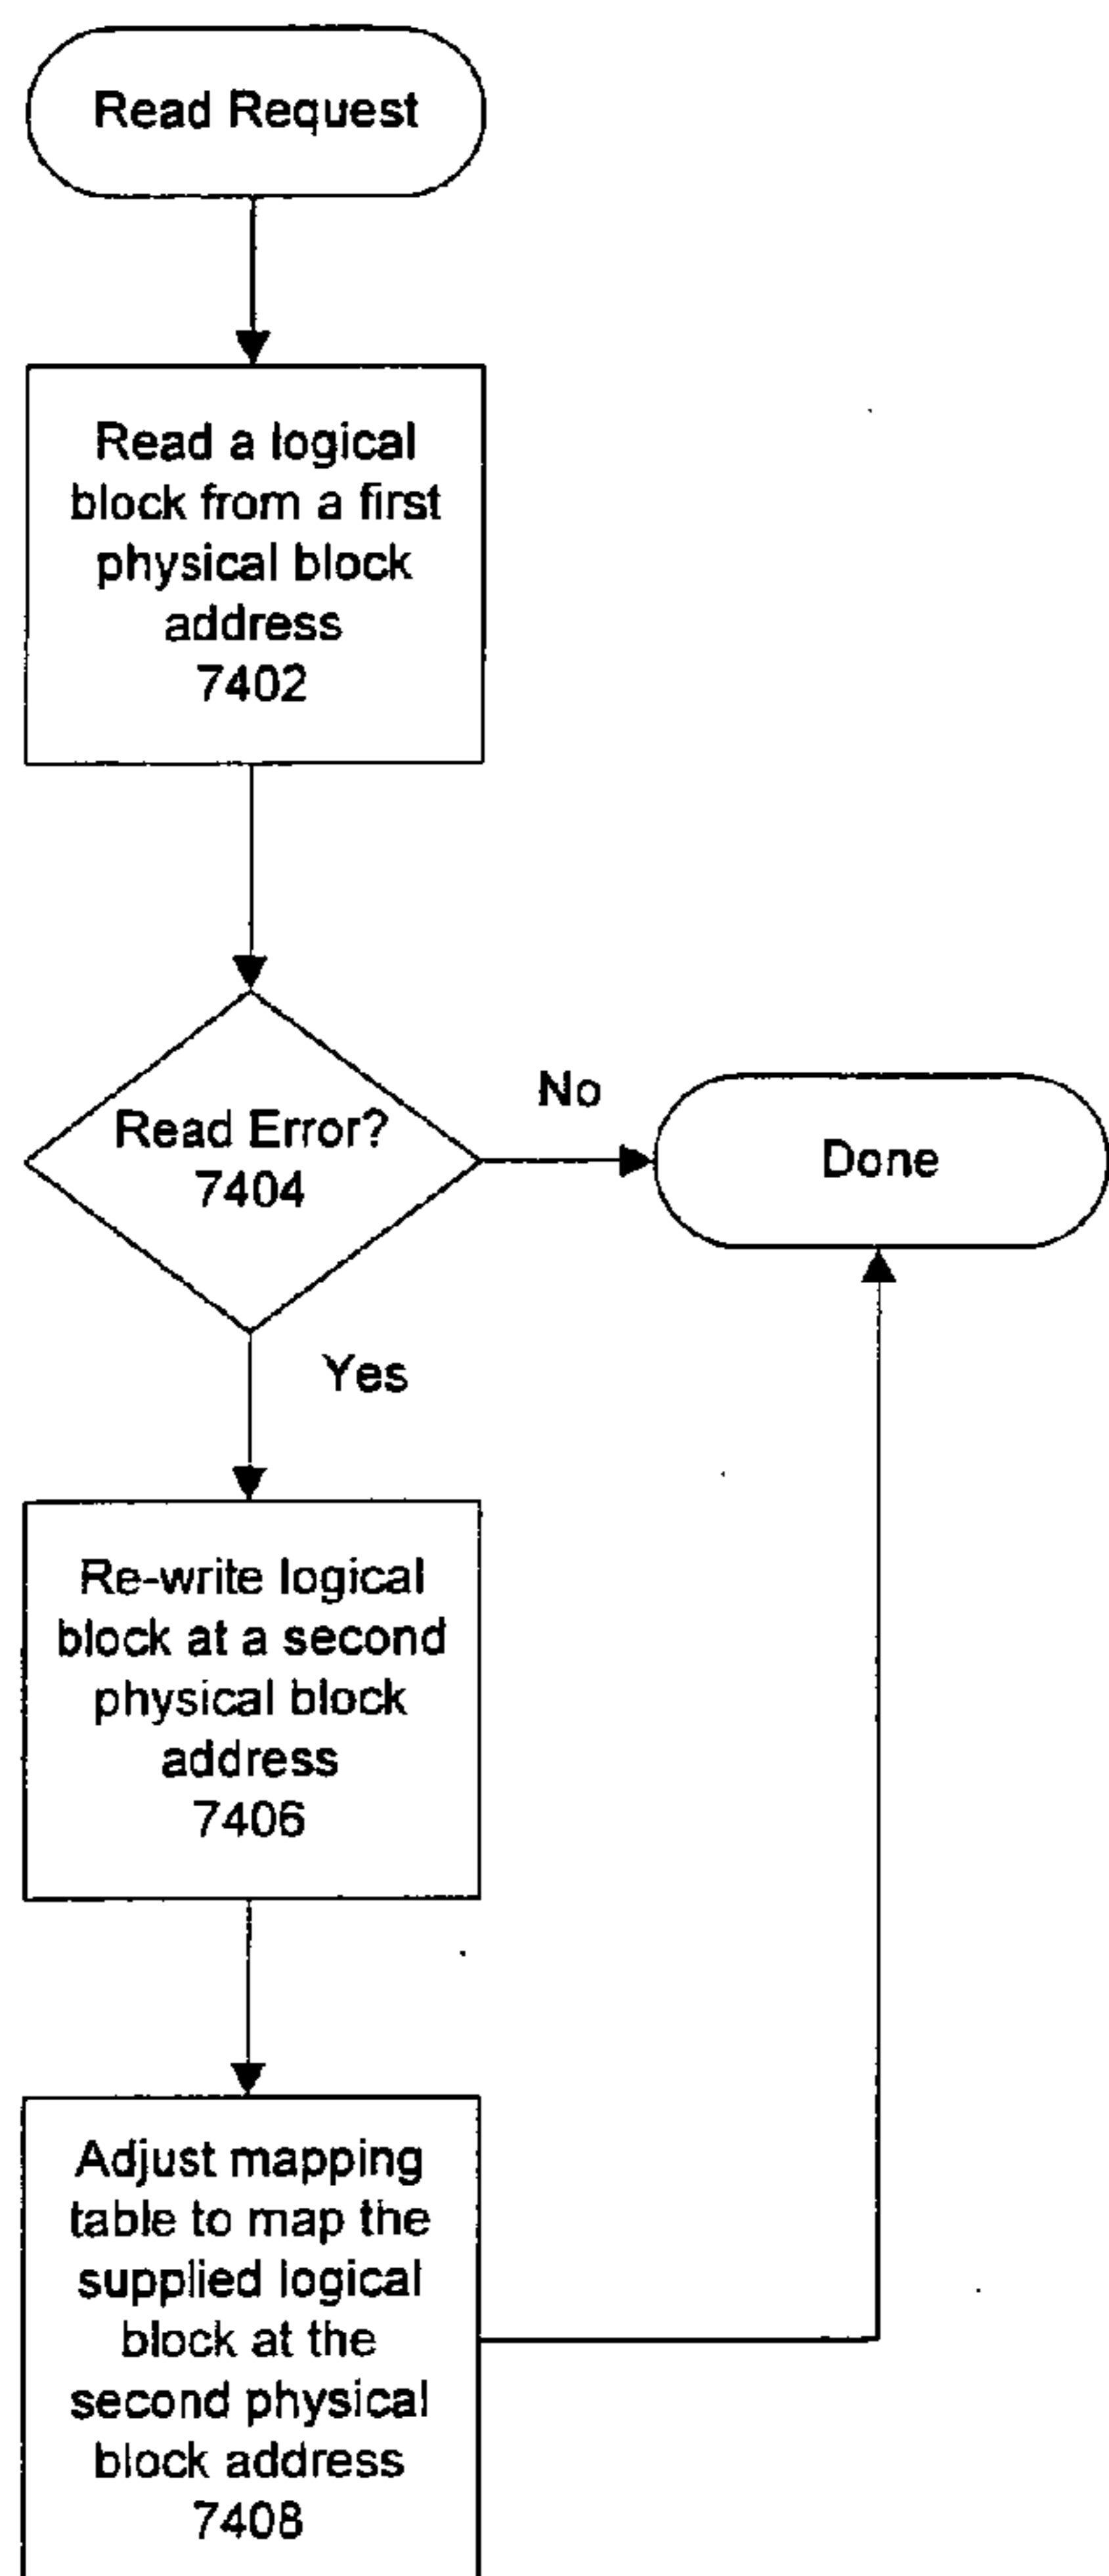 Read Request
Read a logical
block from a first
physical block
address
7402
Read Error?
7404
No
Done
Yes
Re-write logical
block at a second
physical block
address
7406
Adjust mapping
table to map the
supplied logical
block at the
second physical
block address
7408